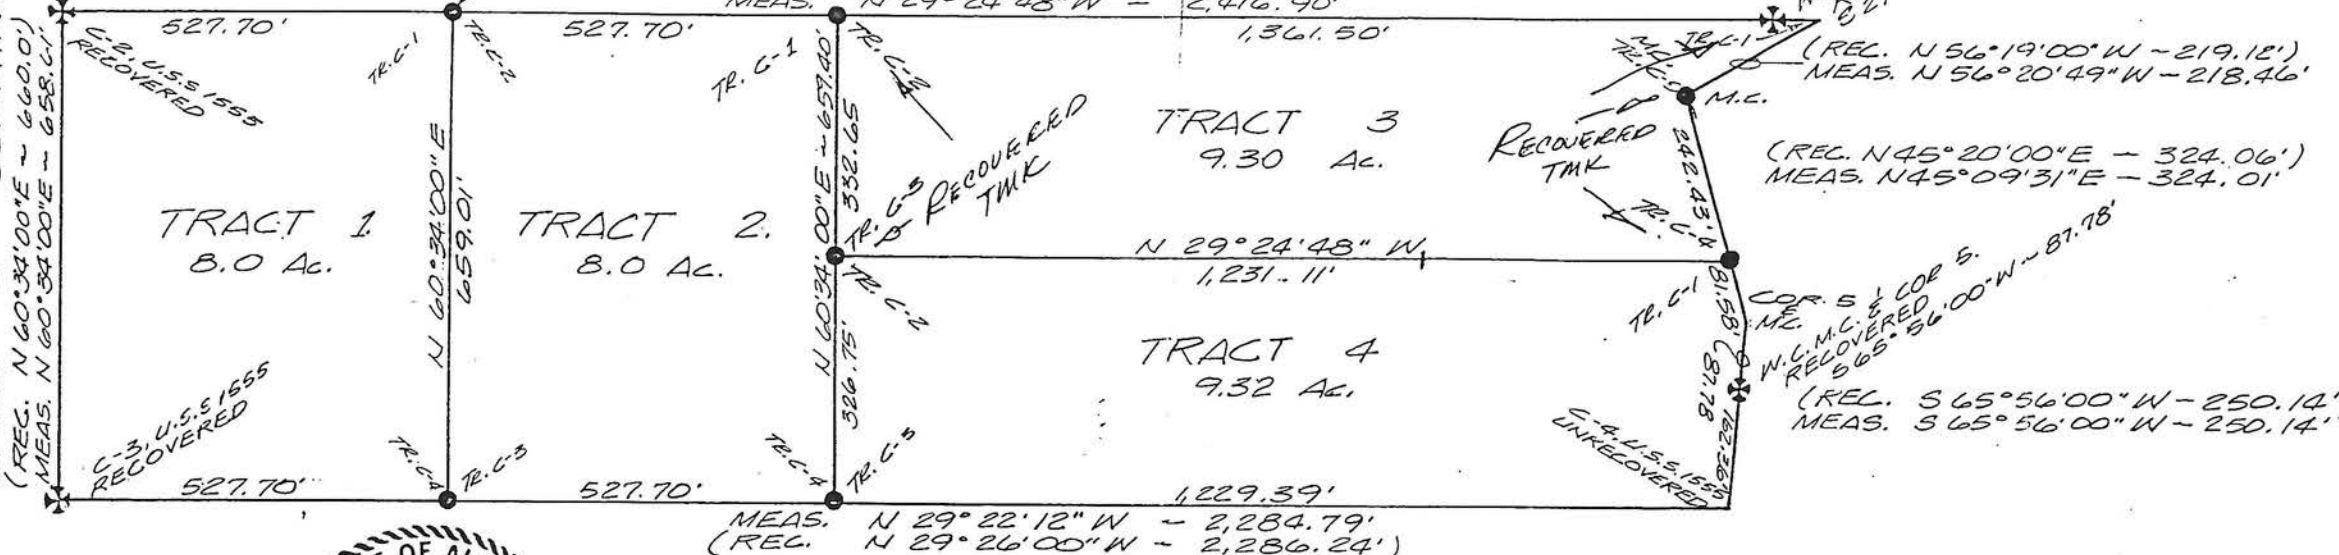 MEAS. N 29°24'48" W ~ 2,416.90'
527.70'
527.70'
1,361.50'
(REC. N 60°34'00"E ~ 660.0')
MEAS. N 60°34'00"E ~ 658.61'
C-2, U.S.S 1555
RECOVERED
TR. C-1
TR. C-2
TR. C-1
TR. C-2
TR. C-1
(REC. N 56°19'00" W ~ 219.12')
MEAS. N 56°20'49" W ~ 218.46'
M.C.
N 60°34'00" E
659.01'
N 60°34'00" E ~ 659.40'
332.65
RECOVERED
TMK
TRACT 3
9.30 Ac.
RECOVERED
TMK
242.43'
(REC. N 45°20'00"E ~ 324.06')
MEAS. N 45°09'31"E ~ 324.01'
TRACT 1
8.0 Ac.
TRACT 2.
8.0 Ac.
TR. C-3
TR. C-4
N 29°24'48" W
1,231.11'
TR. C-2
TR. C-1
81.58'
COR. 5 &
M.C.
W.C. M.C. & COR 5.
RECOVERED
S 65°56'00" W ~ 87.78'
87.78
326.75'
TRACT 4
9.32 Ac.
(REC. S 65°56'00" W ~ 250.14'
MEAS. S 65°56'00" W ~ 250.14'
C-3, U.S.S 1555
RECOVERED
TR. C-4
TR. C-3
TR. C-4
TR. C-5
C-4, U.S.S. 1555
UNRECOVERED
162.36'
527.70'
527.70'
1,229.39'
MEAS. N 29°22'12" W ~ 2,284.79'
(REC. N 29°26'00" W ~ 2,286.24')
OF AL